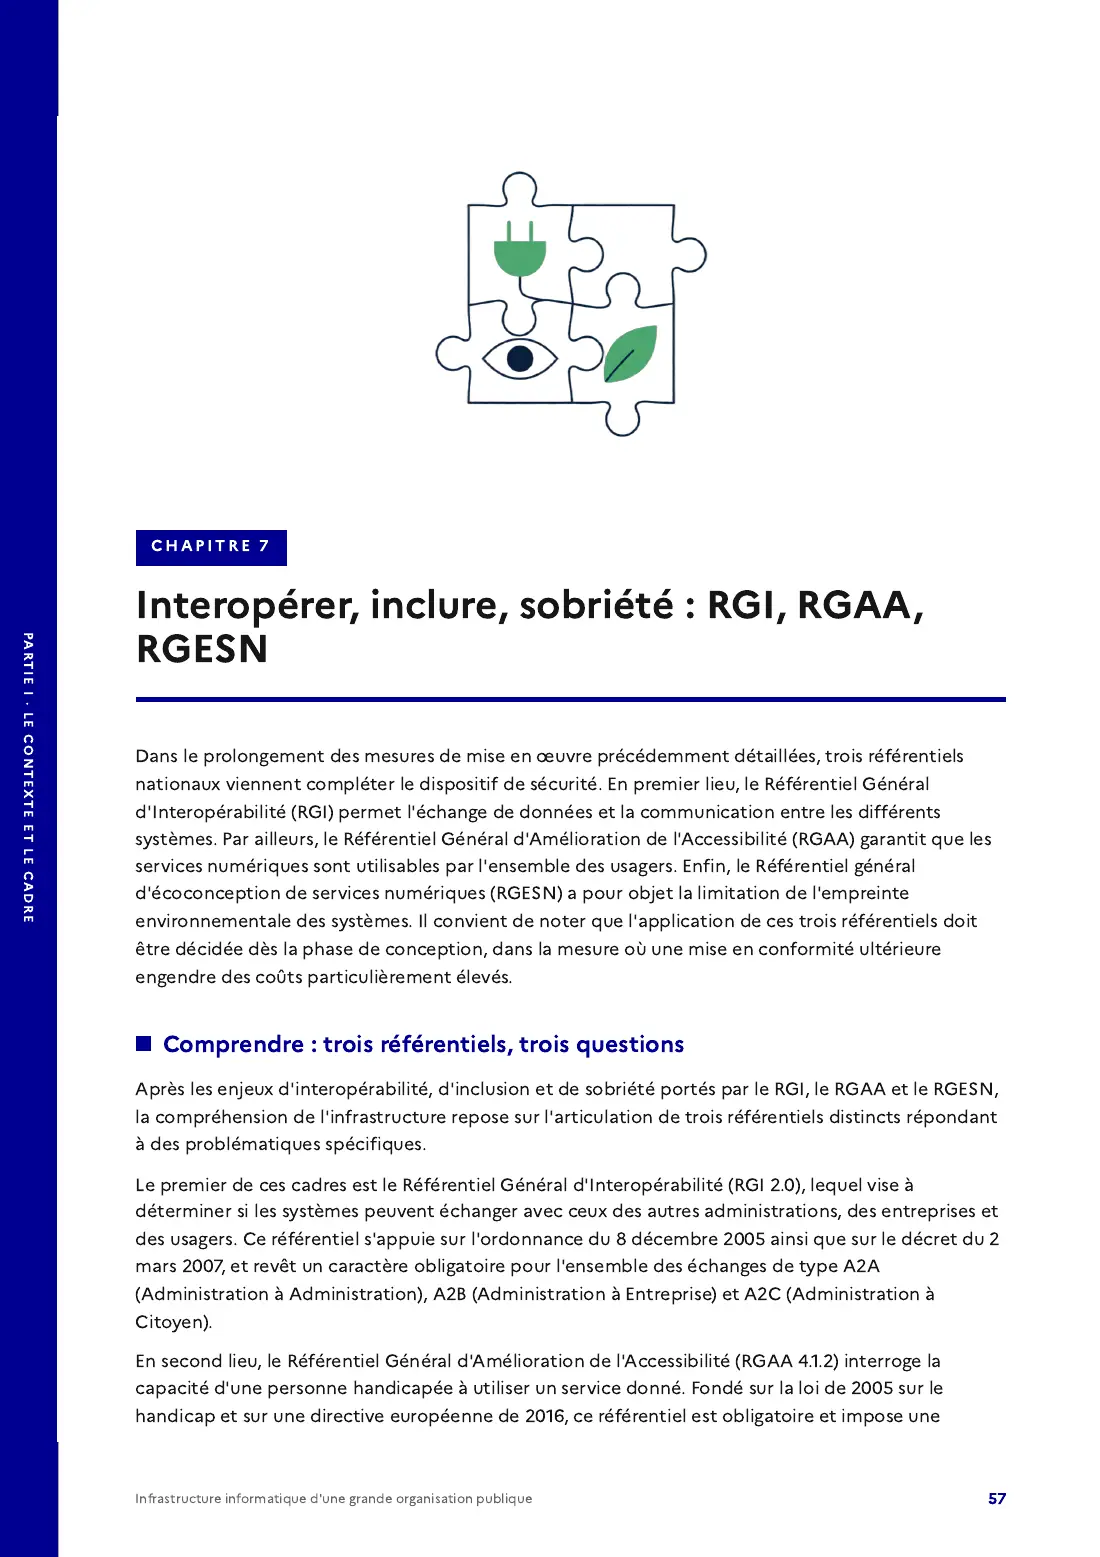 PARTIE I · LE CONTEXTE ET LE CADRE
CHAPITRE 7
Interopérer, inclure, sobriété : RGI, RGAA,
RGESN
Dans le prolongement des mesures de mise en œuvre précédemment détaillées, trois référentiels
nationaux viennent compléter le dispositif de sécurité. En premier lieu, le Référentiel Général
d'Interopérabilité (RGI) permet l'échange de données et la communication entre les différents
systèmes. Par ailleurs, le Référentiel Général d'Amélioration de l'Accessibilité (RGAA) garantit que les
services numériques sont utilisables par l'ensemble des usagers. Enfin, le Référentiel général
d'écoconception de services numériques (RGESN) a pour objet la limitation de l'empreinte
environnementale des systèmes. Il convient de noter que l'application de ces trois référentiels doit
être décidée dès la phase de conception, dans la mesure où une mise en conformité ultérieure
engendre des coûts particulièrement élevés.
Comprendre : trois référentiels, trois questions
Après les enjeux d'interopérabilité, d'inclusion et de sobriété portés par le RGI, le RGAA et le RGESN,
la compréhension de l'infrastructure repose sur l'articulation de trois référentiels distincts répondant
à des problématiques spécifiques.
Le premier de ces cadres est le Référentiel Général d'Interopérabilité (RGI 2.0), lequel vise à
déterminer si les systèmes peuvent échanger avec ceux des autres administrations, des entreprises et
des usagers. Ce référentiel s'appuie sur l'ordonnance du 8 décembre 2005 ainsi que sur le décret du 2
mars 2007, et revêt un caractère obligatoire pour l'ensemble des échanges de type A2A
(Administration à Administration), A2B (Administration à Entreprise) et A2C (Administration à
Citoyen).
En second lieu, le Référentiel Général d'Amélioration de l'Accessibilité (RGAA 4.1.2) interroge la
capacité d'une personne handicapée à utiliser un service donné. Fondé sur la loi de 2005 sur le
handicap et sur une directive européenne de 2016, ce référentiel est obligatoire et impose une
Infrastructure informatique d'une grande organisation publique
57